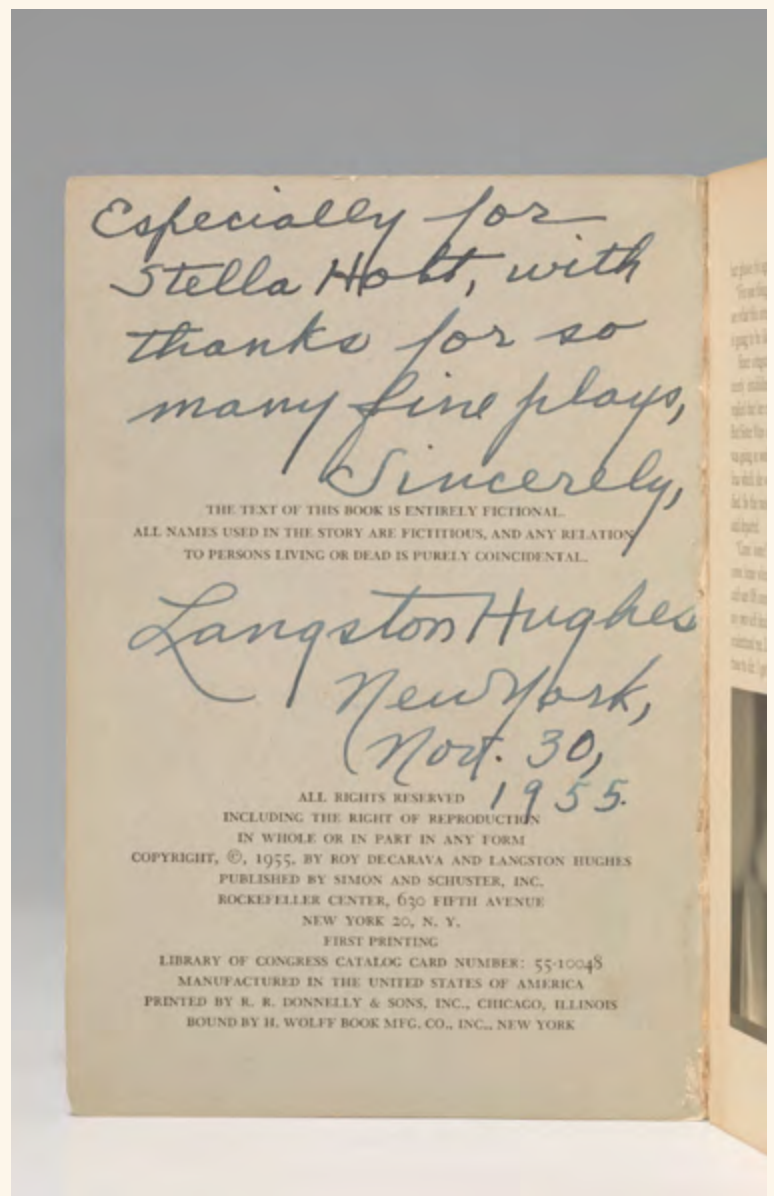 Especially for
Stella Holt, with
thanks for so
many fine plays,
Sincerely,
THE TEXT OF THIS BOOK IS ENTIRELY FICTIONAL.
ALL NAMES USED IN THE STORY ARE FICTITIOUS, AND ANY RELATION
TO PERSONS LIVING OR DEAD IS PURELY COINCIDENTAL.
Langston Hughes
New York,
Nov. 30,
1955.
ALL RIGHTS RESERVED
INCLUDING THE RIGHT OF REPRODUCTION
IN WHOLE OR IN PART IN ANY FORM
COPYRIGHT, ©, 1955, BY ROY DECARAVA AND LANGSTON HUGHES
PUBLISHED BY SIMON AND SCHUSTER, INC.
ROCKEFELLER CENTER, 630 FIFTH AVENUE
NEW YORK 20, N. Y.
FIRST PRINTING
LIBRARY OF CONGRESS CATALOG CARD NUMBER: 55-10048
MANUFACTURED IN THE UNITED STATES OF AMERICA
PRINTED BY R. R. DONNELLY & SONS, INC., CHICAGO, ILLINOIS
BOUND BY H. WOLFF BOOK MFG. CO., INC., NEW YORK